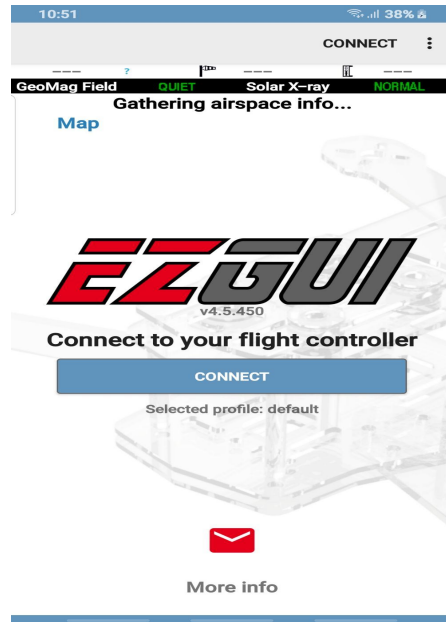 10:51 38%
CONNECT
--- ? --- ---
GeoMag Field QUIET Solar X-ray NORMAL
Gathering airspace info...
Map
EZGUI
v4.5.450
Connect to your flight controller
CONNECT
Selected profile: default
More info